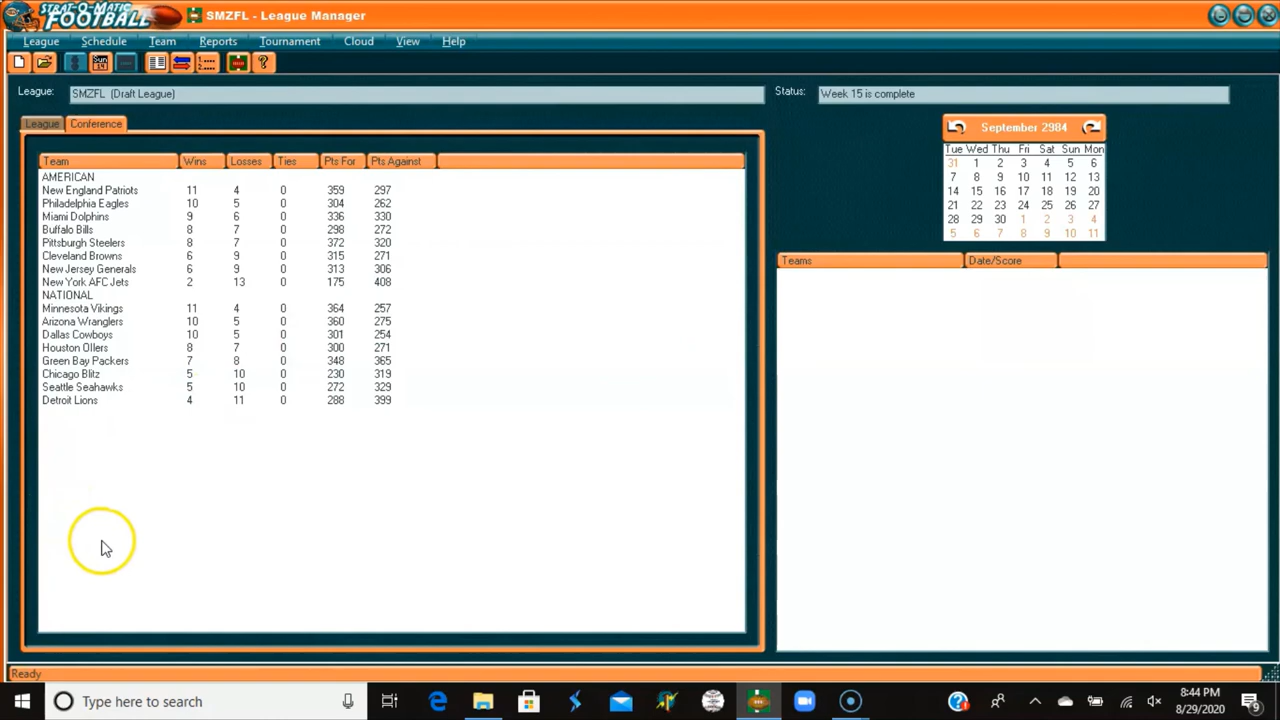 STRAT-O-MATIC
FOOTBALL
SMZFL - League Manager
League Schedule Team Reports Tournament Cloud View Help
League: SMZFL (Draft League) Status: Week 15 is complete
League Conference
Team Wins Losses Ties Pts For Pts Against
AMERICAN
New England Patriots 11 4 0 359 297
Philadelphia Eagles 10 5 0 304 262
Miami Dolphins 9 6 0 336 330
Buffalo Bills 8 7 0 298 272
Pittsburgh Steelers 8 7 0 372 320
Cleveland Browns 6 9 0 315 271
New Jersey Generals 6 9 0 313 306
New York AFC Jets 2 13 0 175 408
NATIONAL
Minnesota Vikings 11 4 0 364 257
Arizona Wranglers 10 5 0 360 275
Dallas Cowboys 10 5 0 301 254
Houston OIlers 8 7 0 300 271
Green Bay Packers 7 8 0 348 365
Chicago Blitz 5 10 0 230 319
Seattle Seahawks 5 10 0 272 329
Detroit Lions 4 11 0 288 399
September 2984
Tue Wed Thu Fri Sat Sun Mon
31 1 2 3 4 5 6
7 8 9 10 11 12 13
14 15 16 17 18 19 20
21 22 23 24 25 26 27
28 29 30 1 2 3 4
5 6 7 8 9 10 11
Teams Date/Score
Ready
Type here to search
8:44 PM
8/29/2020
9